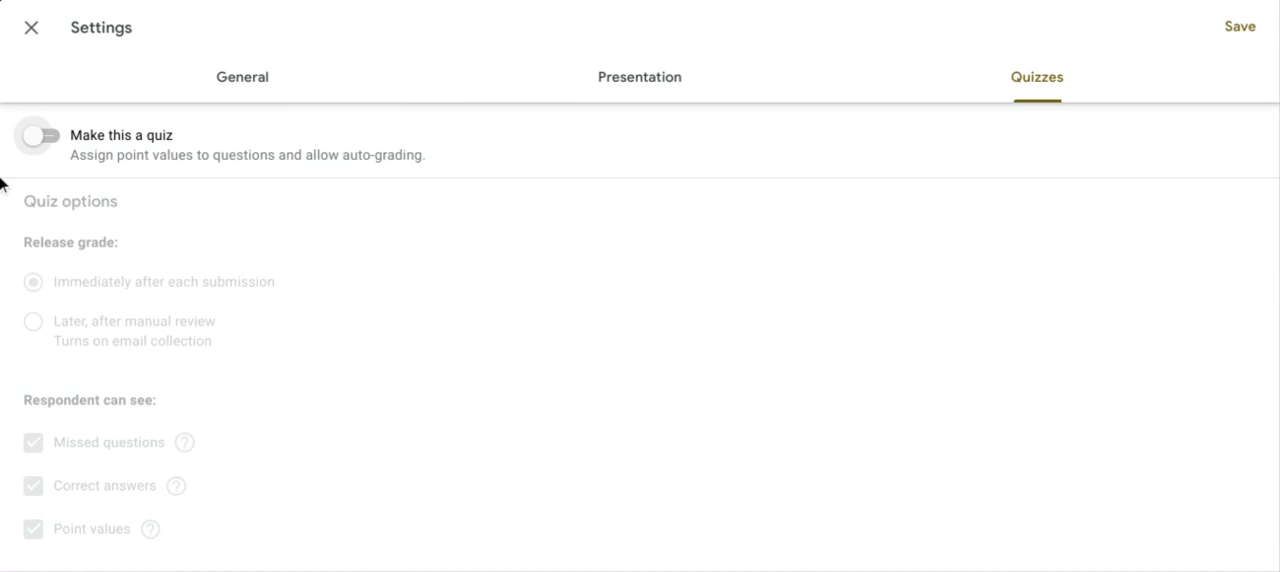 Settings
Save
General
Presentation
Quizzes
Make this a quiz
Assign point values to questions and allow auto-grading.
Quiz options
Release grade:
Immediately after each submission
Later, after manual review
Turns on email collection
Respondent can see:
Missed questions ?
Correct answers ?
Point values ?